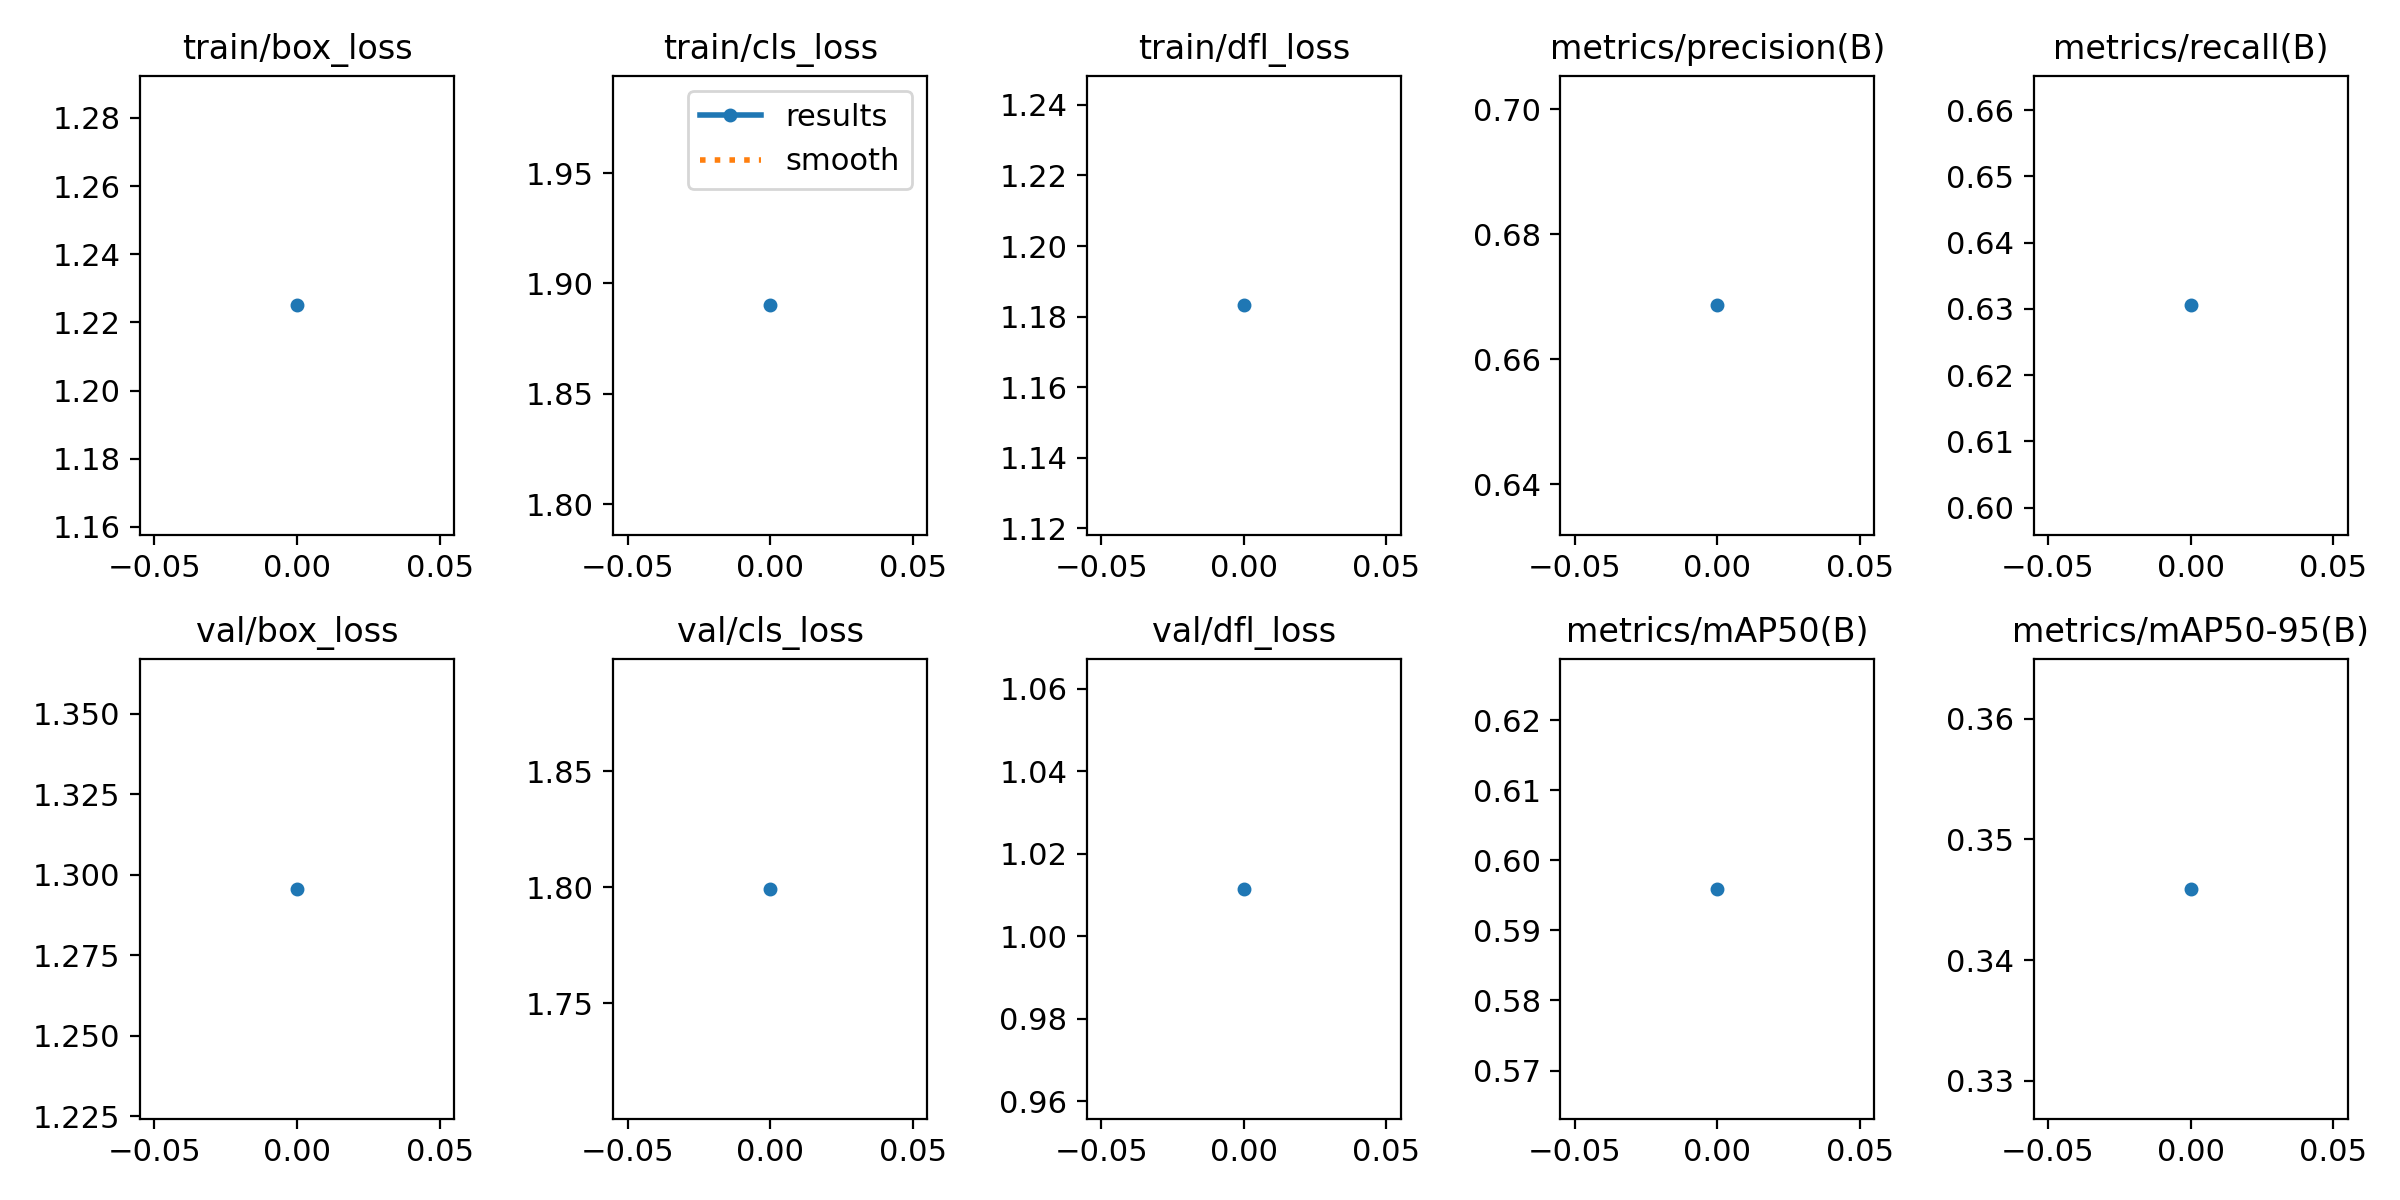 train/box_loss
1.28
1.26
1.24
1.22
1.20
1.18
1.16
−0.05 0.00 0.05
train/cls_loss
results
smooth
1.95
1.90
1.85
1.80
−0.05 0.00 0.05
train/dfl_loss
1.24
1.22
1.20
1.18
1.16
1.14
1.12
−0.05 0.00 0.05
metrics/precision(B)
0.70
0.68
0.66
0.64
−0.05 0.00 0.05
metrics/recall(B)
0.66
0.65
0.64
0.63
0.62
0.61
0.60
−0.05 0.00 0.05
val/box_loss
1.350
1.325
1.300
1.275
1.250
1.225
−0.05 0.00 0.05
val/cls_loss
1.85
1.80
1.75
−0.05 0.00 0.05
val/dfl_loss
1.06
1.04
1.02
1.00
0.98
0.96
−0.05 0.00 0.05
metrics/mAP50(B)
0.62
0.61
0.60
0.59
0.58
0.57
−0.05 0.00 0.05
metrics/mAP50-95(B)
0.36
0.35
0.34
0.33
−0.05 0.00 0.05